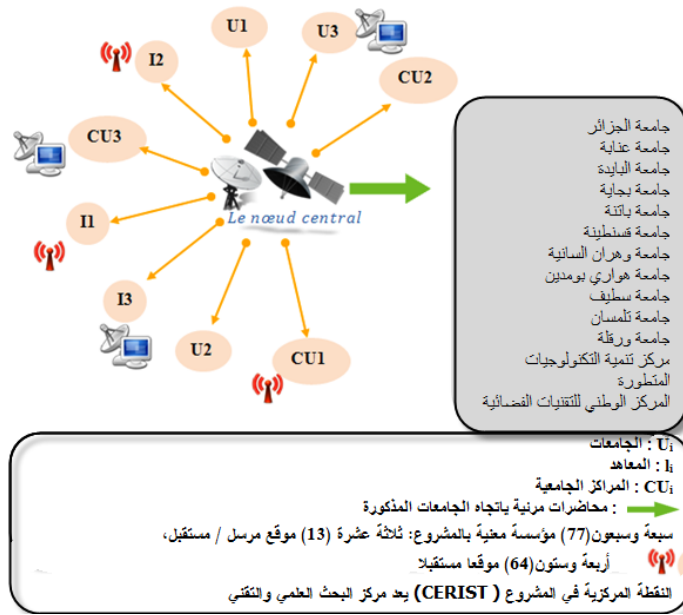 U1
U3
I2
CU2
CU3
I1
Le nœud central
I3
U2
CU1
جامعة الجزائر
جامعة عنابة
جامعة البايدة
جامعة بجاية
جامعة باتنة
جامعة قسنطينة
جامعة وهران السانية
جامعة هواري بومدين
جامعة سطيف
جامعة تلمسان
جامعة ورقلة
مركز تنمية التكنولوجيات
المتطورة
المركز الوطني للتقنيات الفضائية
Ui : الجامعات
Ii : المعاهد
CUi : المراكز الجامعية
: محاضرات مرئية باتجاه الجامعات المذكورة
سبعة وسبعون(77) مؤسسة معنية بالمشروع: ثلاثة عشرة (13) موقع مرسل / مستقبل،
أربعة وستون(64) موقعا مستقبلا
النقطة المركزية في المشروع ( CERIST) يعد مركز البحث العلمي والتقني